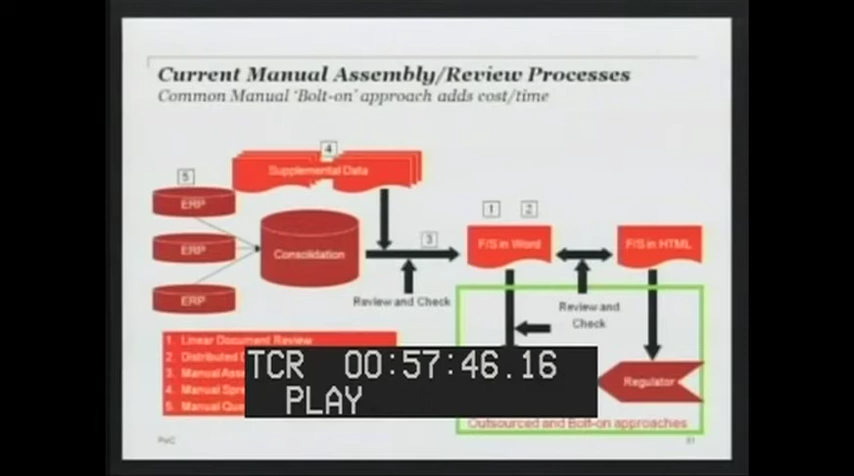 Current Manual Assembly/Review Processes
Common Manual 'Bolt-on' approach adds cost/time
4
Supplemental Data
5
ERP
ERP
ERP
Consolidation
3
1 2
F/S in Word
F/S in HTML
Review and Check
Review and
Check
1. Linear Document Review
2. Distributed
3. Manual
4. Manual
5. Manual
TCR 00:57:46.16
PLAY
Regulator
Outsourced and Bolt-on approaches
PwC